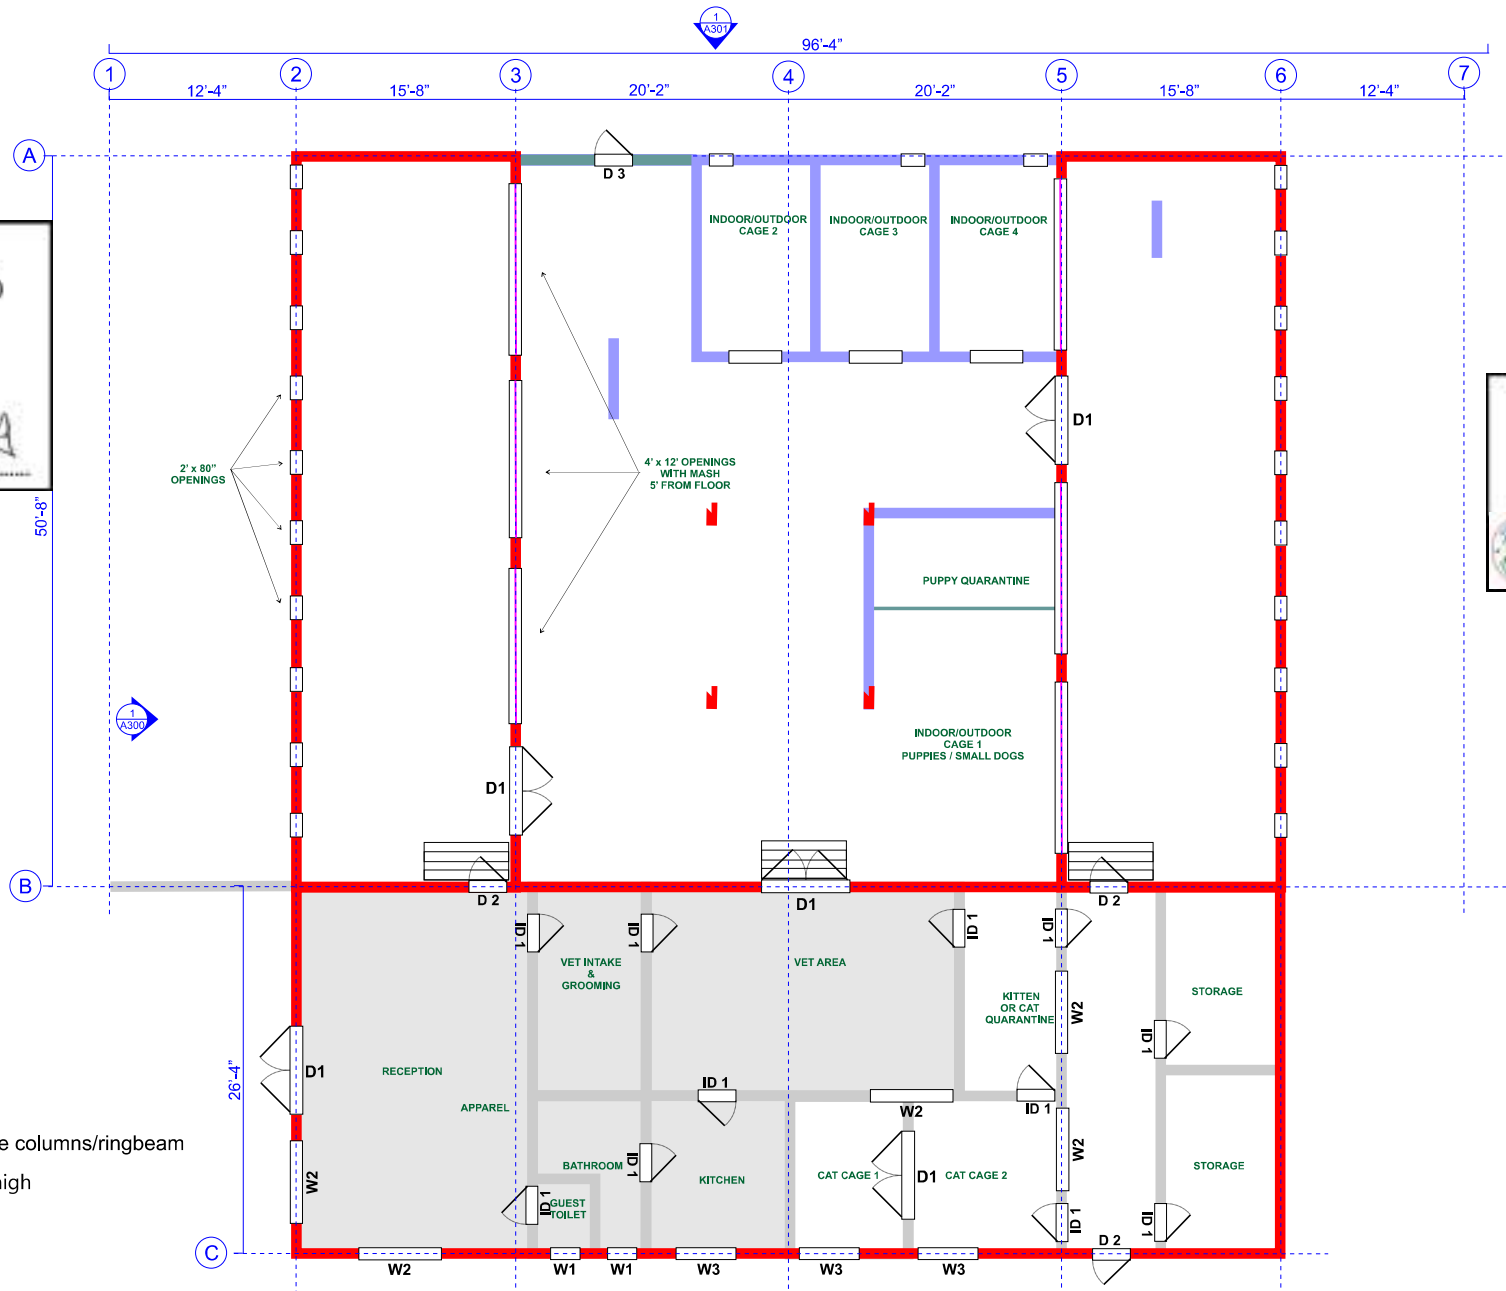 1
A301
96'-4”
1
2
3
4
5
6
7
12'-4”
15'-8”
20'-2”
20'-2”
15'-8”
12'-4”
A
D 3
INDOOR/OUTDOOR
CAGE 2
INDOOR/OUTDOOR
CAGE 3
INDOOR/OUTDOOR
CAGE 4
D1
2' x 80”
OPENINGS
4' x 12' OPENINGS
WITH MASH
5' FROM FLOOR
50'-8”
PUPPY QUARANTINE
1
A300
INDOOR/OUTDOOR
CAGE 1
PUPPIES / SMALL DOGS
D1
B
D 2
D1
D 2
ID 1
ID 1
ID 1
ID 1
VET INTAKE
&
GROOMING
VET AREA
KITTEN
OR CAT
QUARANTINE
W2
STORAGE
ID 1
26'-4”
D1
RECEPTION
APPAREL
ID 1
W2
ID 1
W2
e columns/ringbeam
BATHROOM
ID 1
KITCHEN
CAT CAGE 1
D1
CAT CAGE 2
STORAGE
igh
W2
ID 1
GUEST
TOILET
ID 1
ID 1
C
D 2
W2
W1
W1
W3
W3
W3